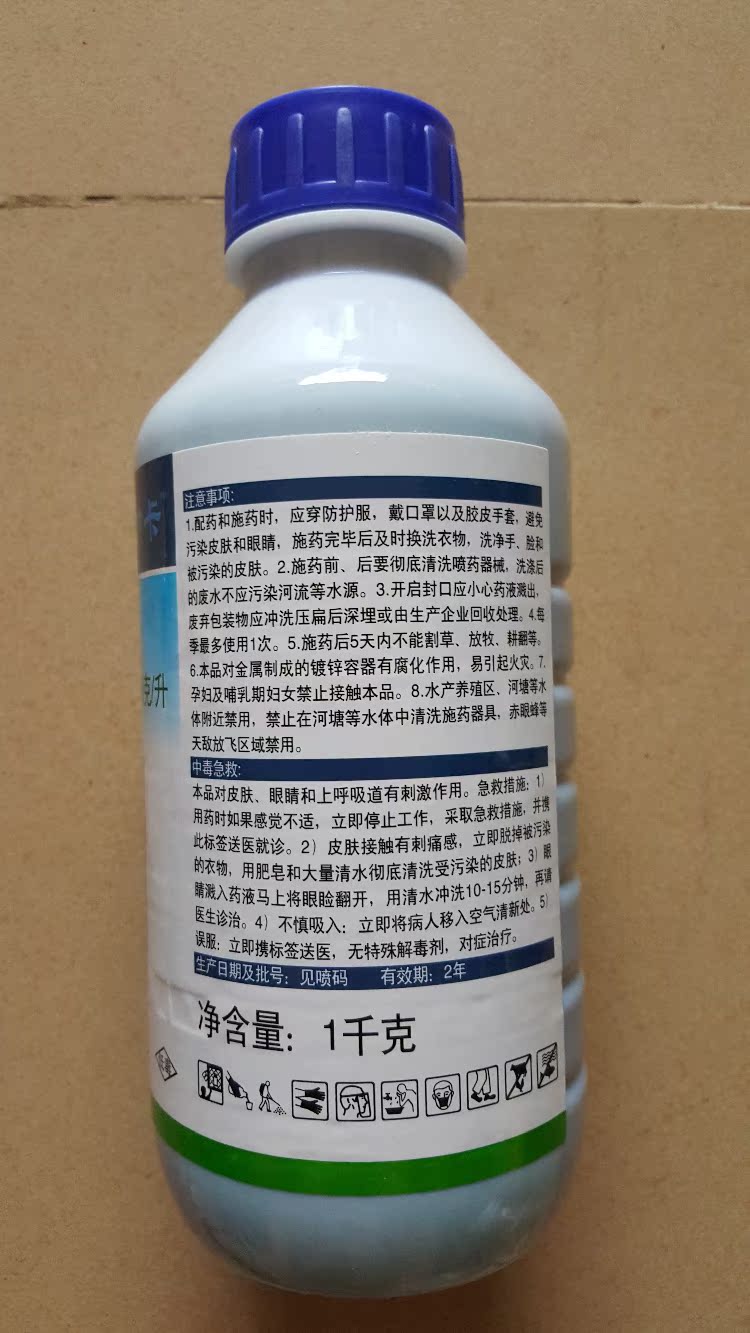 卡
克/升
注意事项:
1.配药和施药时，应穿防护服，戴口罩以及胶皮手套，避免
污染皮肤和眼睛，施药完毕后及时换洗衣物，洗净手、脸和
被污染的皮肤。2.施药前、后要彻底清洗喷药器械，洗涤后
的废水不应污染河流等水源。3.开启封口应小心药液溅出，
废弃包装物应冲洗压扁后深埋或由生产企业回收处理。4.每
季最多使用1次。5.施药后5天内不能割草、放牧、耕翻等。
6.本品对金属制成的镀锌容器有腐化作用，易引起火灾。7.
孕妇及哺乳期妇女禁止接触本品。8.水产养殖区、河塘等水
体附近禁用，禁止在河塘等水体中清洗施药器具，赤眼蜂等
天敌放飞区域禁用。
中毒急救:
本品对皮肤、眼睛和上呼吸道有刺激作用。急救措施：1）
用药时如果感觉不适，立即停止工作，采取急救措施，并携
此标签送医就诊。2）皮肤接触有刺痛感，立即脱掉被污染
的衣物，用肥皂和大量清水彻底清洗受污染的皮肤；3）眼
睛溅入药液马上将眼睑翻开，用清水冲洗10-15分钟，再请
医生诊治。4）不慎吸入：立即将病人移入空气清新处。5）
误服：立即携标签送医，无特殊解毒剂，对症治疗。
生产日期及批号：见喷码 有效期：2年
净含量：1千克
低毒